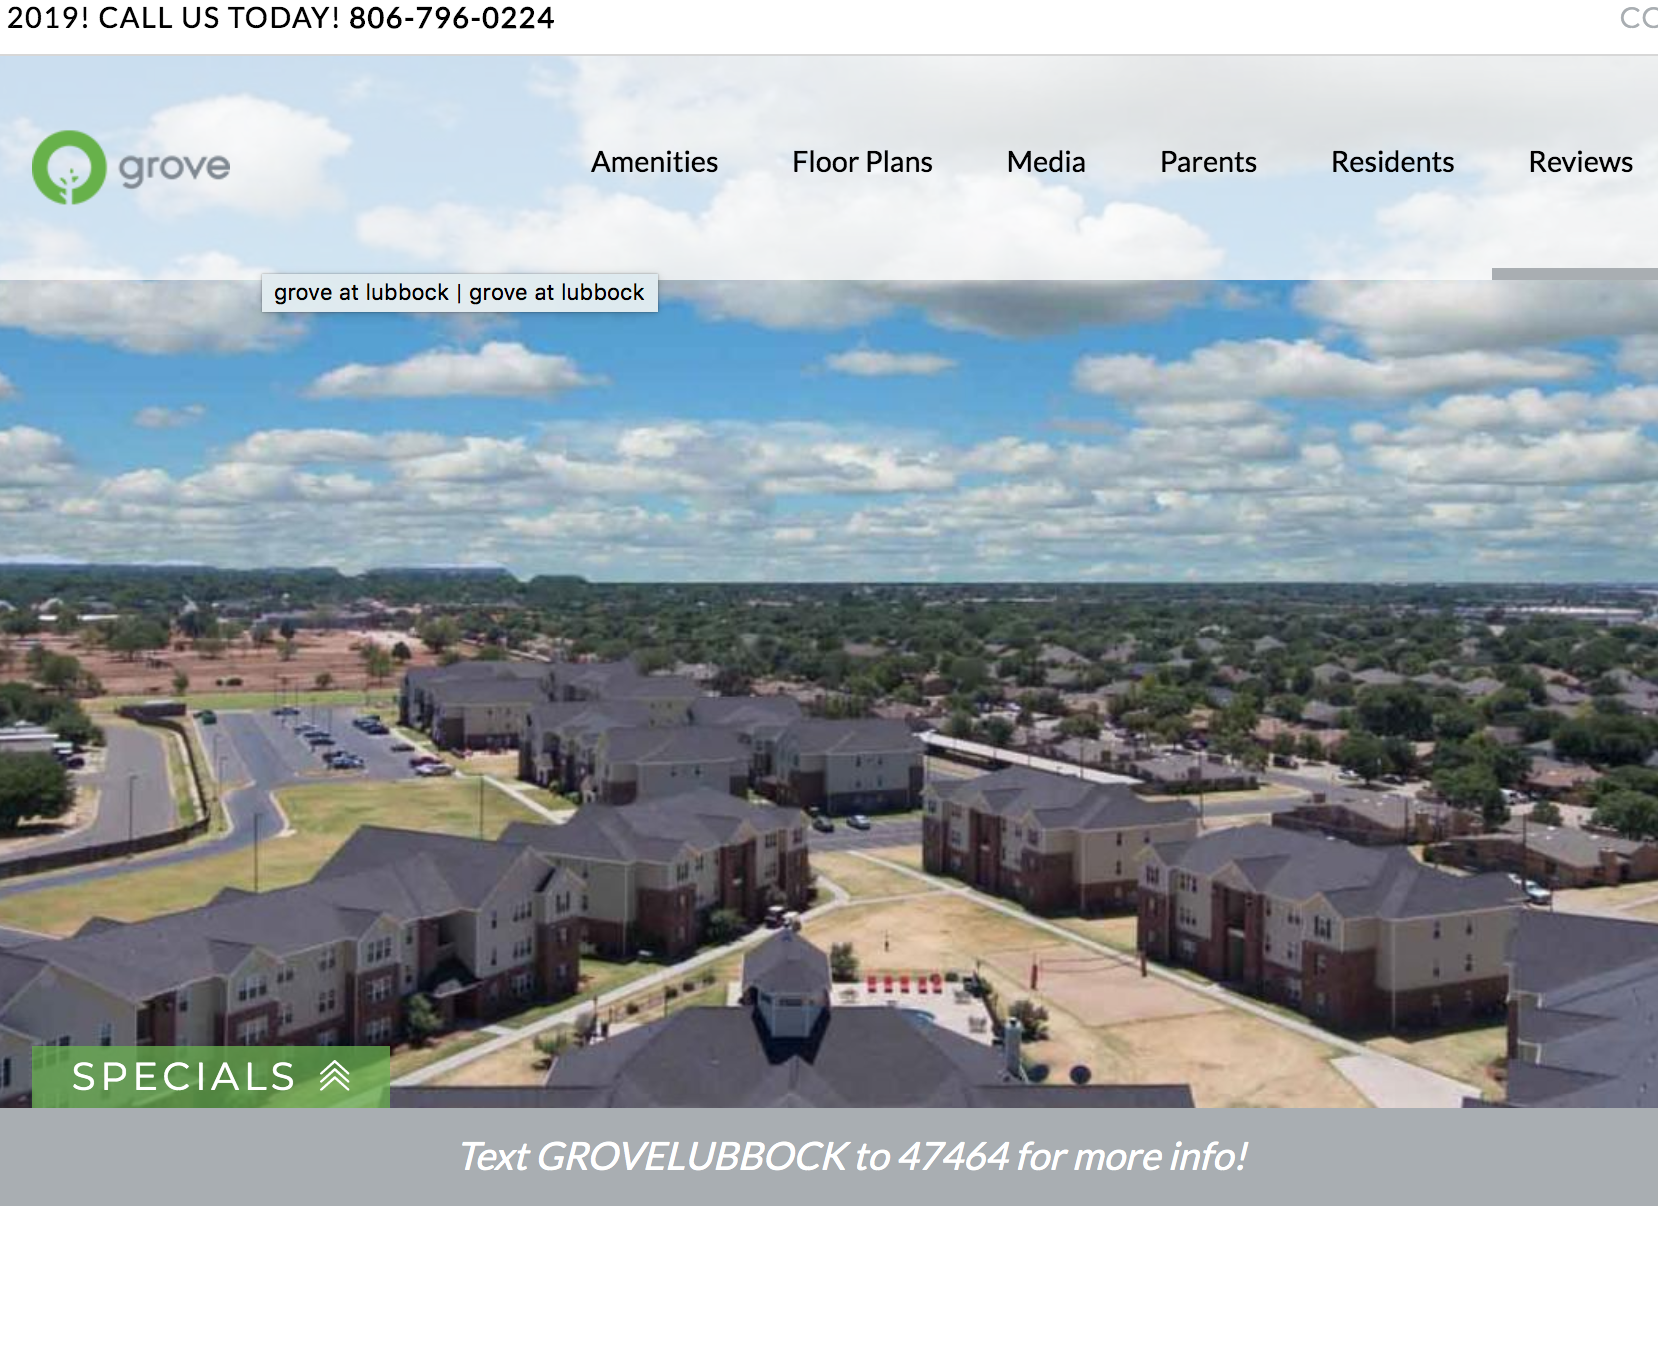 2019! CALL US TODAY! 806-796-0224
grove
Amenities Floor Plans Media Parents Residents Reviews
grove at lubbock | grove at lubbock
SPECIALS
Text GROVELUBBOCK to 47464 for more info!